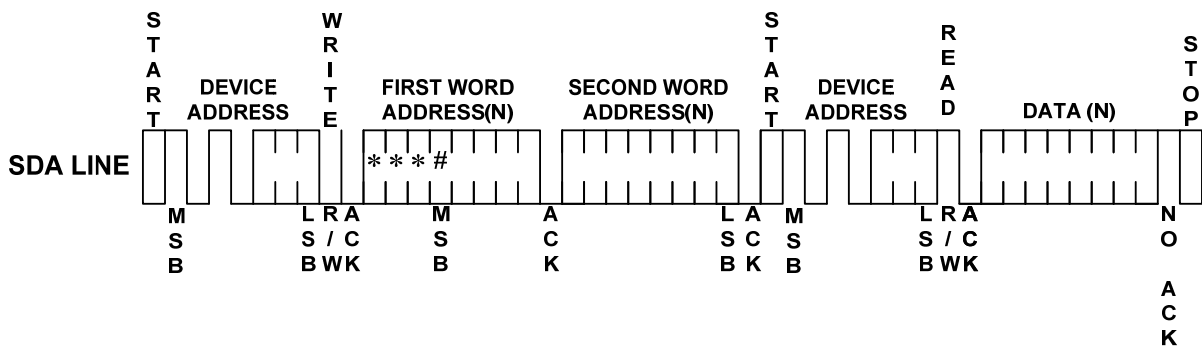 START
WRITE
START
READ
STOP
DEVICE
ADDRESS
FIRST WORD
ADDRESS(N)
SECOND WORD
ADDRESS(N)
DEVICE
ADDRESS
DATA (N)
SDA LINE
***#
MSB
LSB
R/W
ACK
MSB
ACK
LSB
ACK
MSB
LSB
R/W
ACK
NO ACK